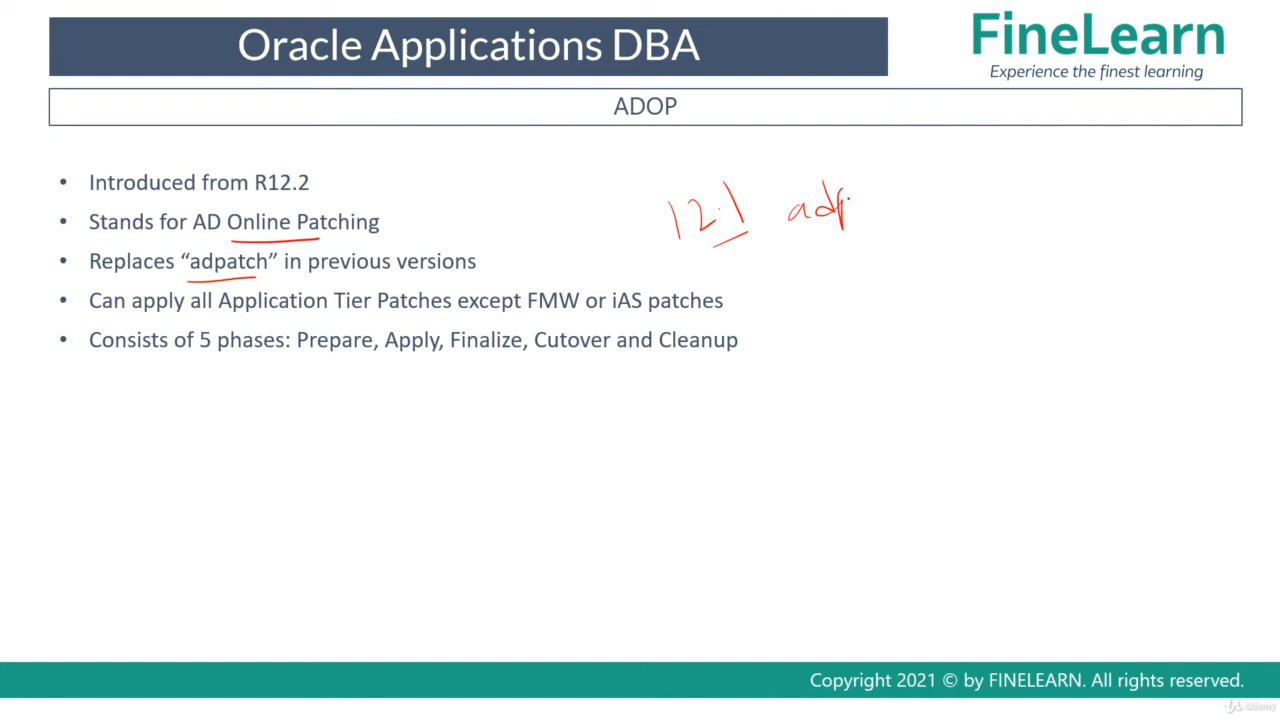 Oracle Applications DBA
FineLearn
Experience the finest learning
ADOP
• Introduced from R12.2
• Stands for AD Online Patching
• Replaces “adpatch” in previous versions
• Can apply all Application Tier Patches except FMW or iAS patches
• Consists of 5 phases: Prepare, Apply, Finalize, Cutover and Cleanup
12.1 adp
Copyright 2021 © by FINELEARN. All rights reserved.
Udemy